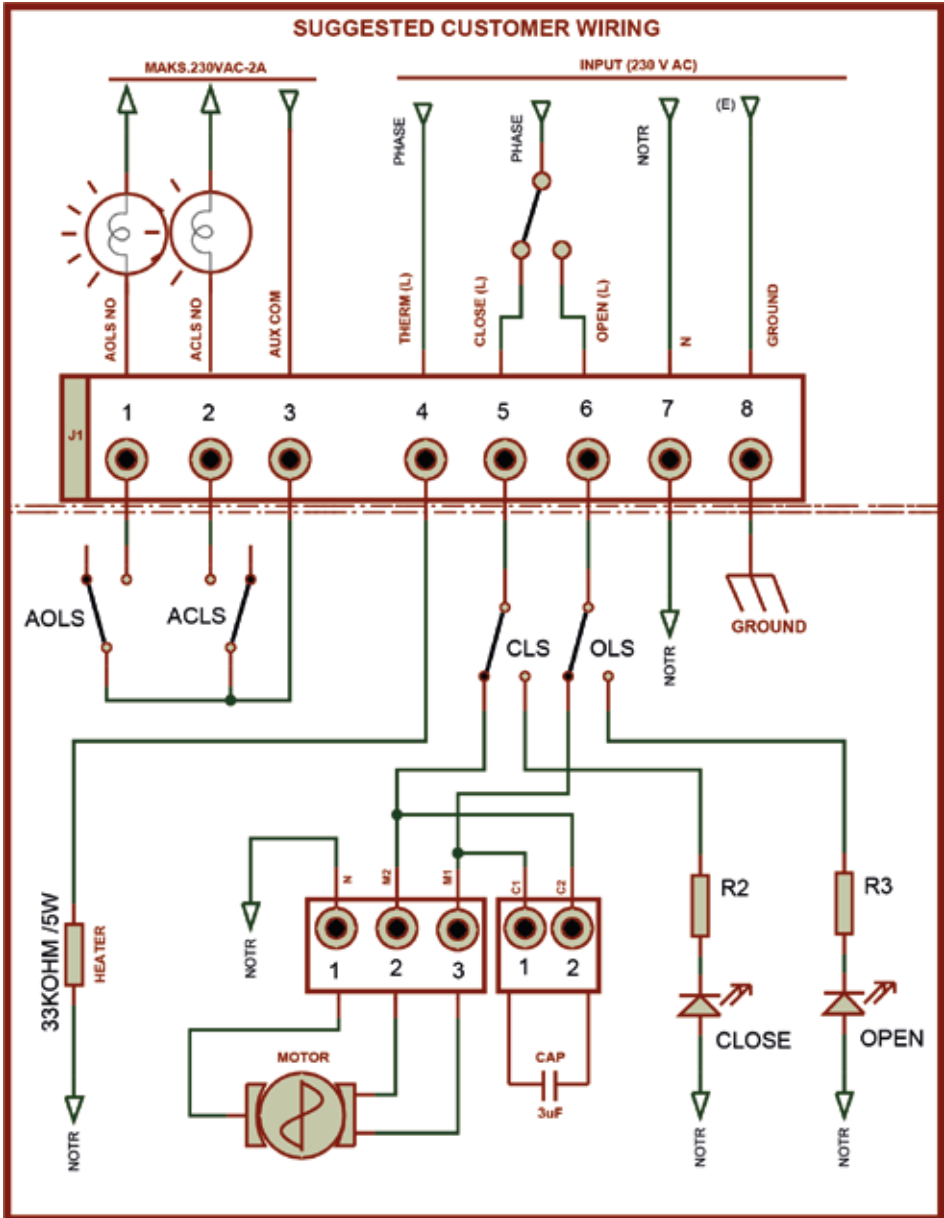 SUGGESTED CUSTOMER WIRING
MAKS.230VAC-2A
INPUT (230 V AC)
PHASE
PHASE
NOTR
(E)
AOLS NO
ACLS NO
AUX COM
THERM (L)
CLOSE (L)
OPEN (L)
N
GROUND
J1
1
2
3
4
5
6
7
8
AOLS
ACLS
CLS
OLS
NOTR
GROUND
33KOHM /5W
HEATER
NOTR
NOTR
N
M2
M1
C1
C2
1
2
3
1
2
MOTOR
CAP
3uF
R2
R3
CLOSE
OPEN
NOTR
NOTR